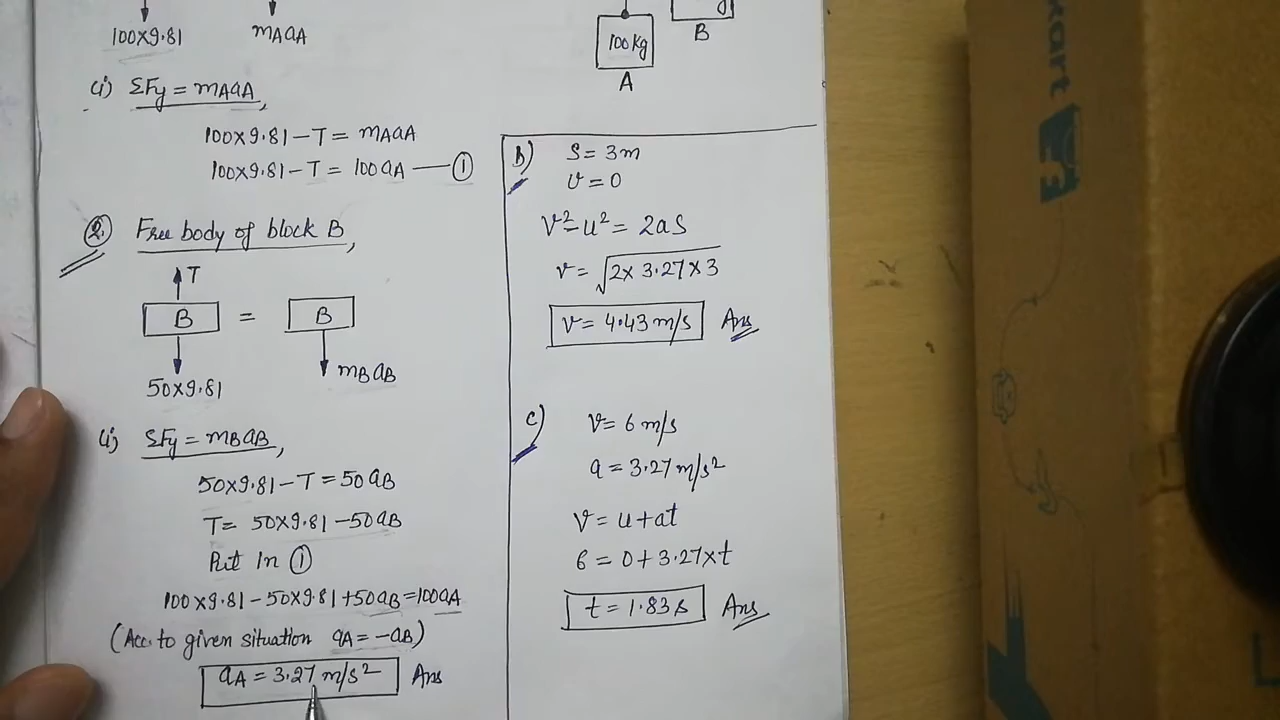 100×9.81 mAaA
100Kg
A
B
(i) ΣFy = mAaA,
100×9.81 – T = mAaA
100×9.81 – T = 100aA —— ①
②. Free body of block B,
T
B = B
50×9.81
mBaB
(i) ΣFy = mBaB,
50×9.81 – T = 50aB
T = 50×9.81 – 50aB
Put In ①
100×9.81 – 50×9.81 + 50aB = 100aA
(Acc. to given situation aA = –aB)
aA = 3.27 m/s² Ans
B) S = 3m
v = 0
v² – u² = 2as
v = √2× 3.27×3
v = 4.43 m/s Ans
C) v = 6 m/s
a = 3.27 m/s²
v = u + at
6 = 0 + 3.27×t
t = 1.83s Ans